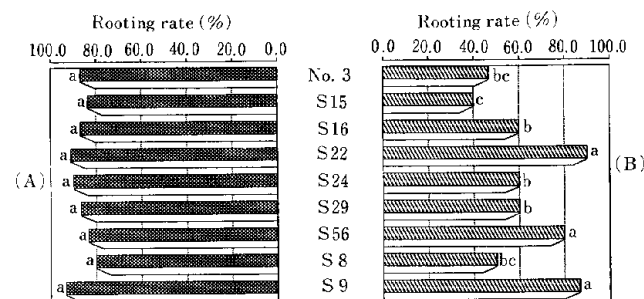 Rooting rate (%) Rooting rate (%)
100.0 80.0 60.0 40.0 20.0 0.0 0.0 20.0 40.0 60.0 80.0 100.0
a No. 3 bc
a S15 c
a S16 b
a S22 a
(A) (B)
a S24 b
a S29 b
a S56 a
a S8 bc
a S9 a